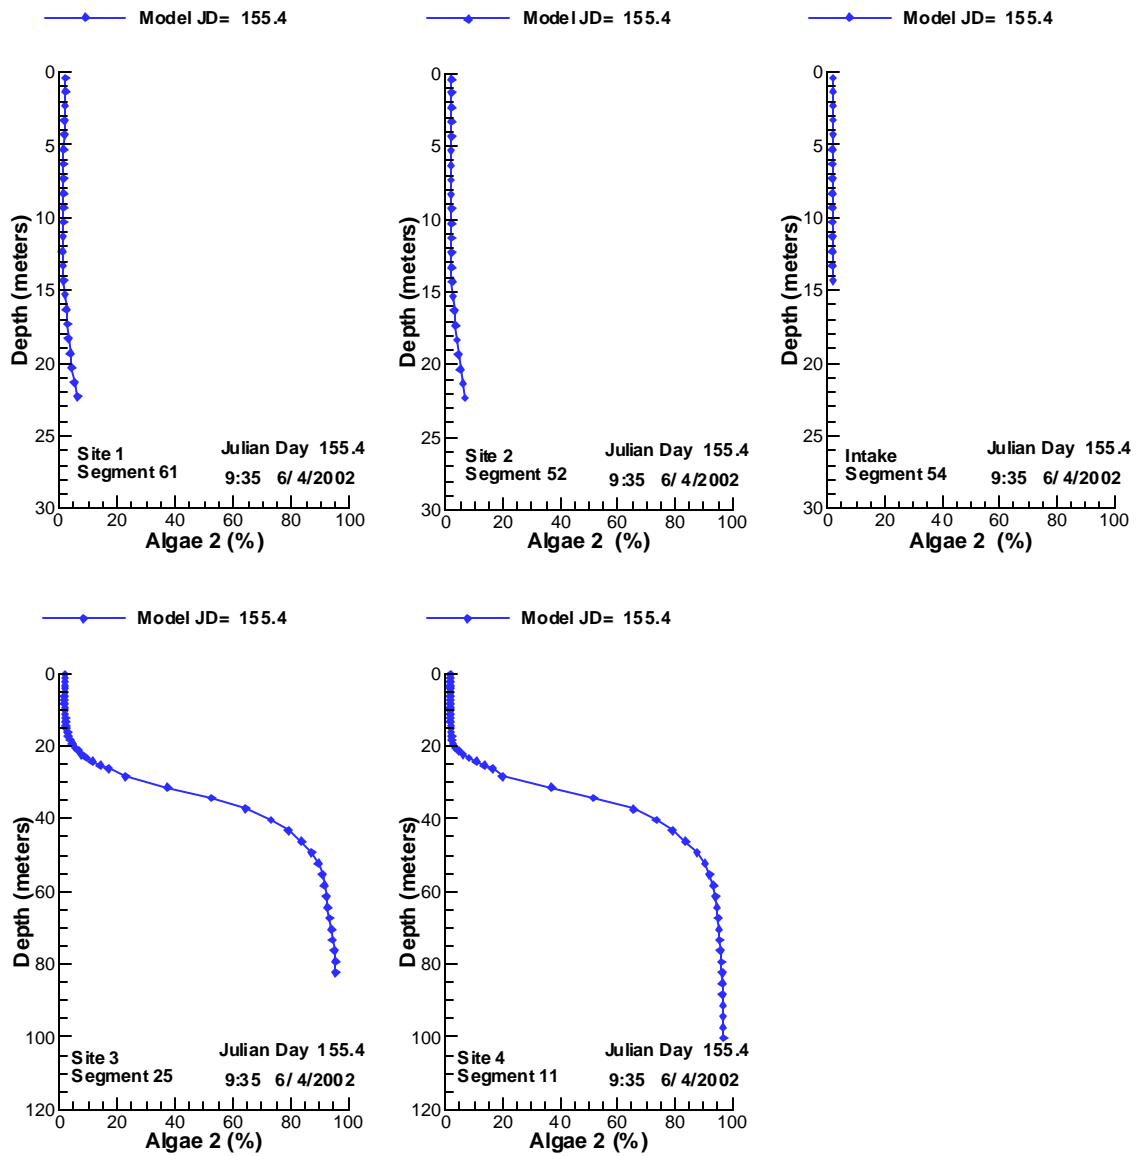 Model JD= 155.4
0
5
10
15
20
25
30
Depth (meters)
Site 1
Segment 61
Julian Day 155.4
9:35 6/ 4/2002
0 20 40 60 80 100
Algae 2 (%)
Model JD= 155.4
0
5
10
15
20
25
30
Depth (meters)
Site 2
Segment 52
Julian Day 155.4
9:35 6/ 4/2002
0 20 40 60 80 100
Algae 2 (%)
Model JD= 155.4
0
5
10
15
20
25
30
Depth (meters)
Intake
Segment 54
Julian Day 155.4
9:35 6/ 4/2002
0 20 40 60 80 100
Algae 2 (%)
Model JD= 155.4
0
20
40
60
80
100
120
Depth (meters)
Site 3
Segment 25
Julian Day 155.4
9:35 6/ 4/2002
0 20 40 60 80 100
Algae 2 (%)
Model JD= 155.4
0
20
40
60
80
100
120
Depth (meters)
Site 4
Segment 11
Julian Day 155.4
9:35 6/ 4/2002
0 20 40 60 80 100
Algae 2 (%)